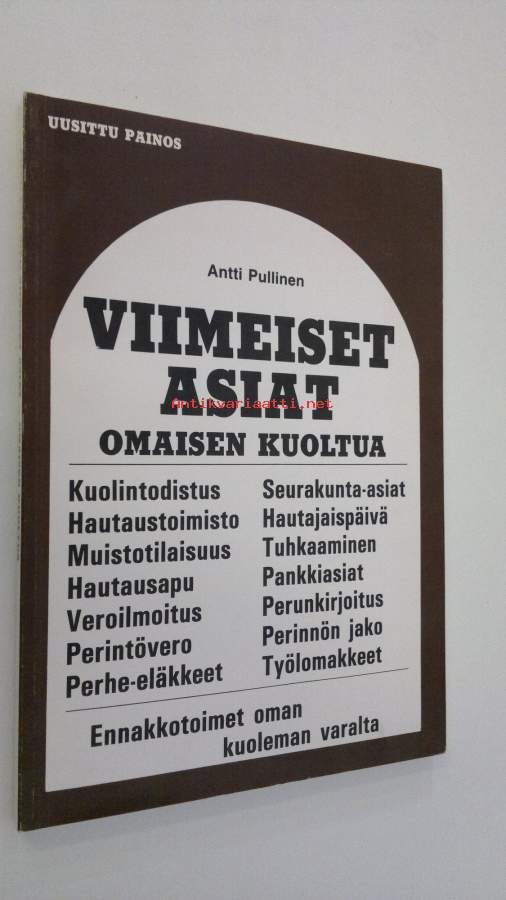 UUSITTU PAINOS
Antti Pullinen
VIIMEISET
ASIAT
Antikvariaatti.net
OMAISEN KUOLTUA
Kuolintodistus
Hautaustoimisto
Muistotilaisuus
Hautausapu
Veroilmoitus
Perintövero
Perhe-eläkkeet
Seurakunta-asiat
Hautajaispäivä
Tuhkaaminen
Pankkiasiat
Perunkirjoitus
Perinnön jako
Työlomakkeet
Ennakkotoimet oman
kuoleman varalta